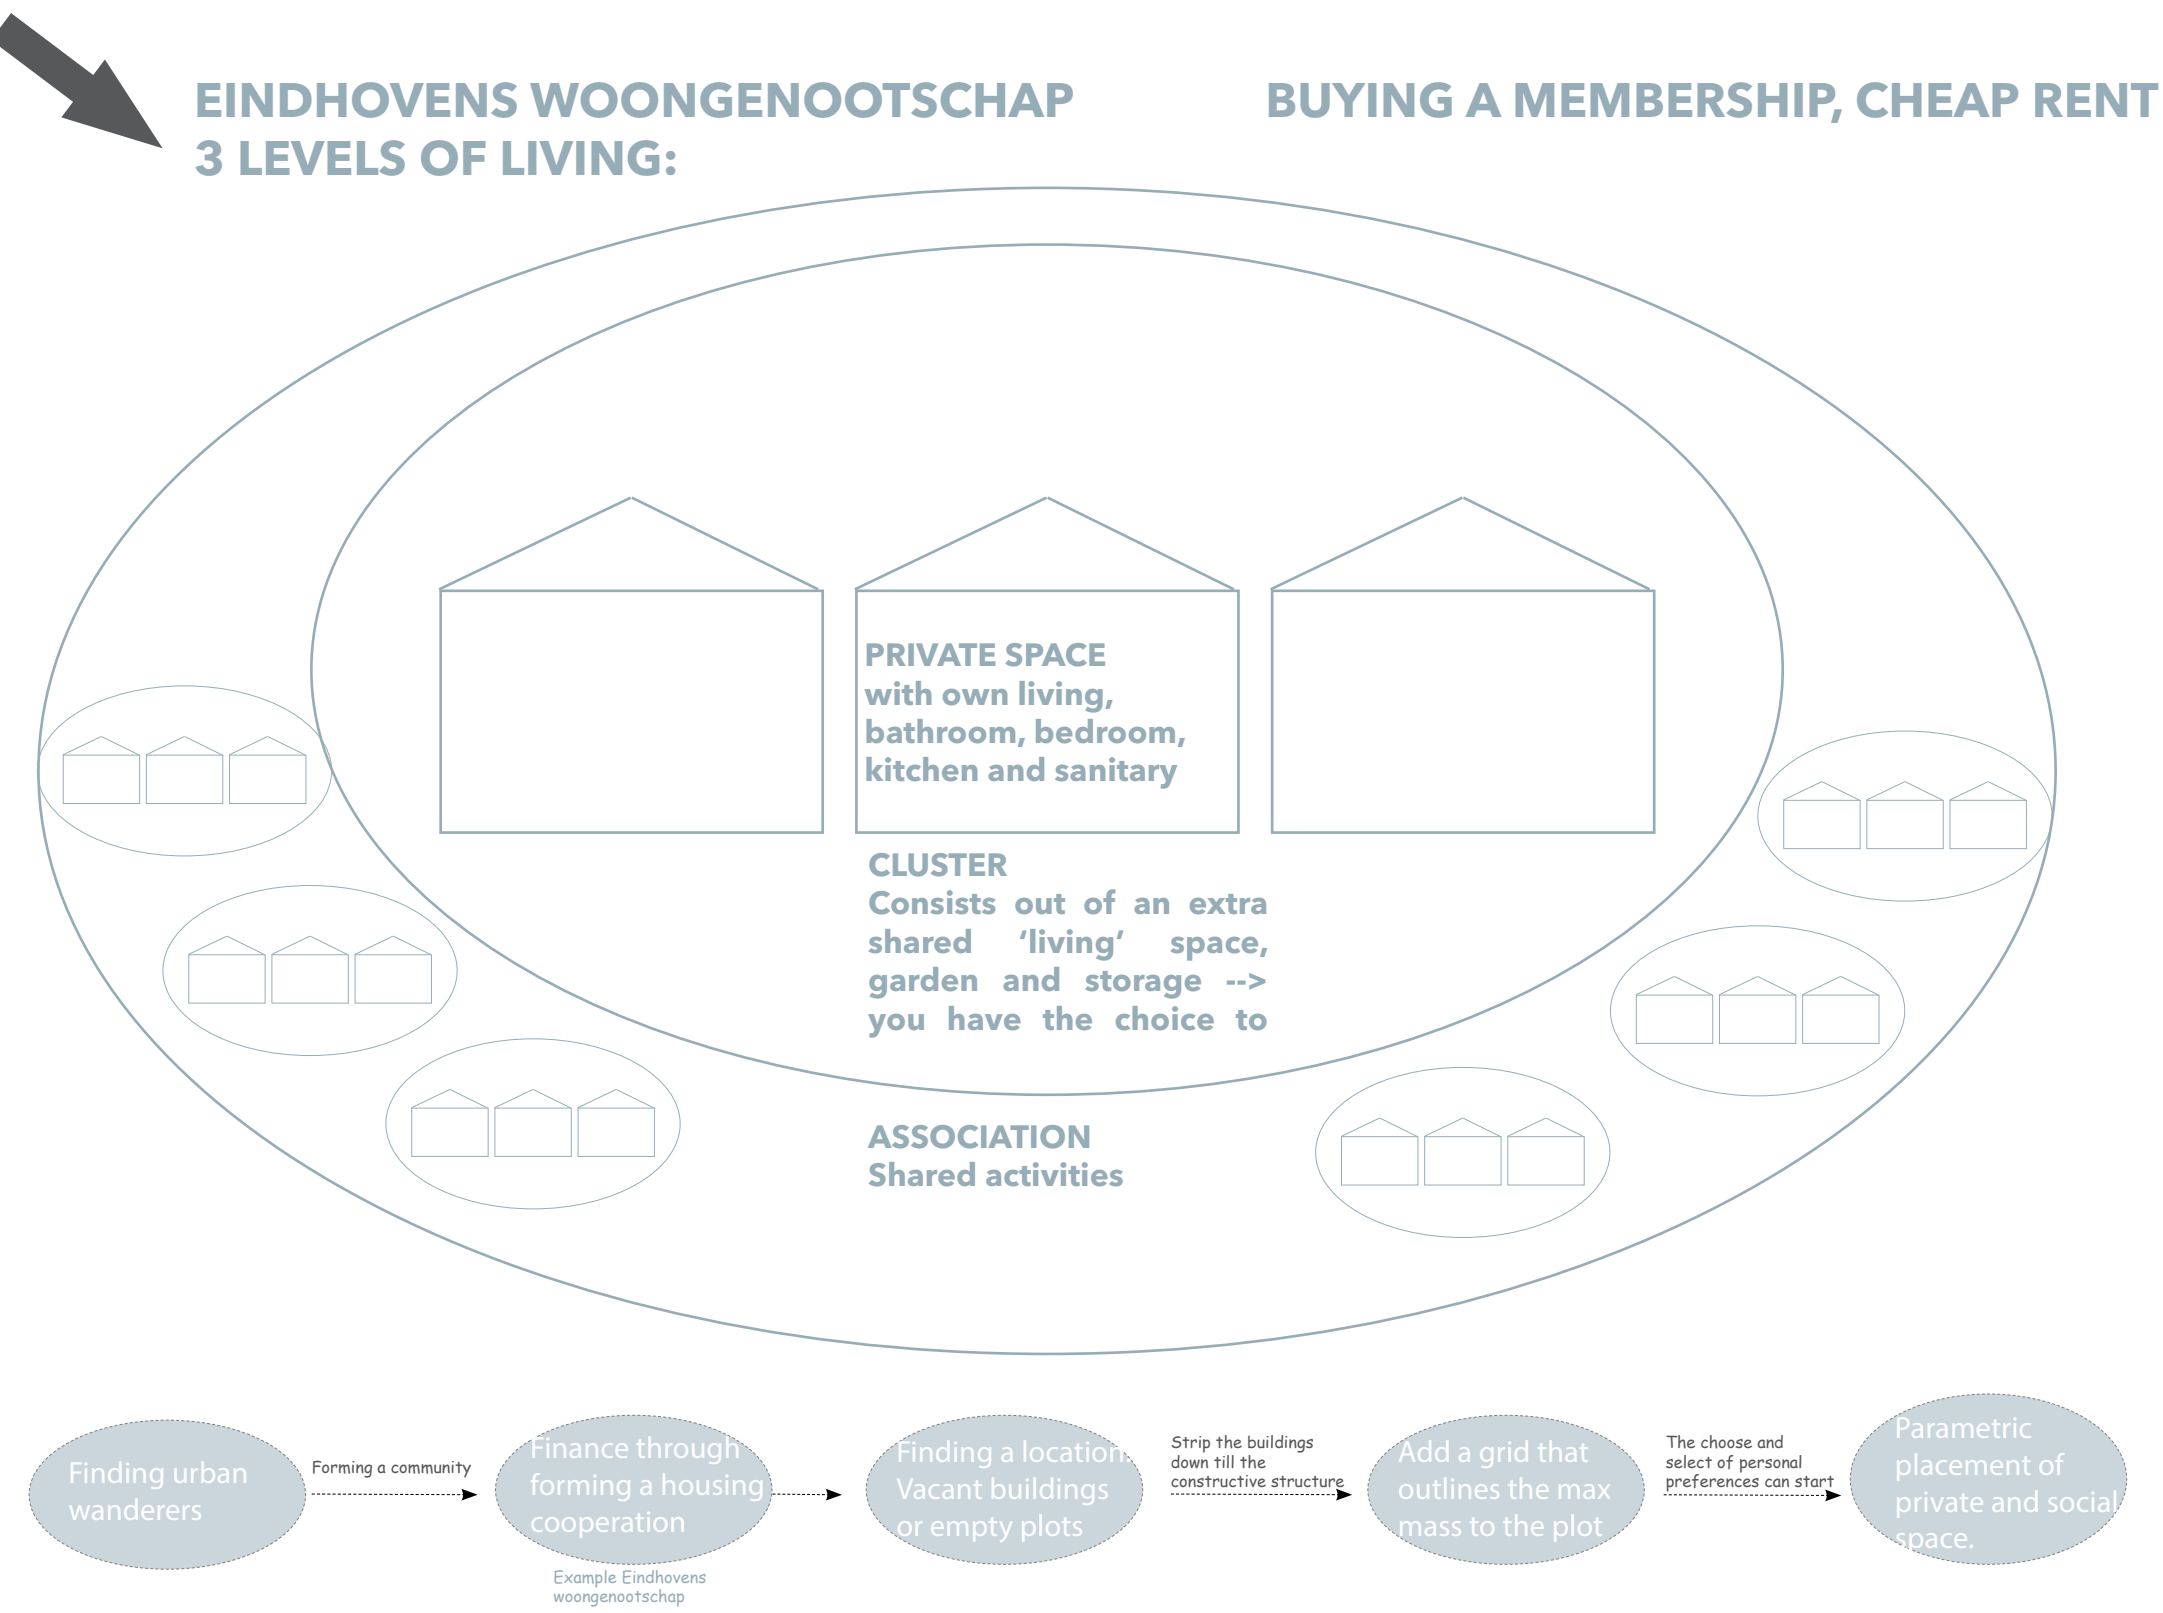 EINDHOVENS WOONGENOOTSCHAP
3 LEVELS OF LIVING:
BUYING A MEMBERSHIP, CHEAP RENT
PRIVATE SPACE
with own living,
bathroom, bedroom,
kitchen and sanitary
CLUSTER
Consists out of an extra
shared ‘living’ space,
garden and storage -->
you have the choice to
ASSOCIATION
Shared activities
Finding urban
wanderers
Forming a community
Finance through
forming a housing
cooperation
Example Eindhovens
woongenootschap
Finding a location.
Vacant buildings
or empty plots
Strip the buildings
down till the
constructive structure
Add a grid that
outlines the max
mass to the plot
The choose and
select of personal
preferences can start
Parametric
placement of
private and social
space.